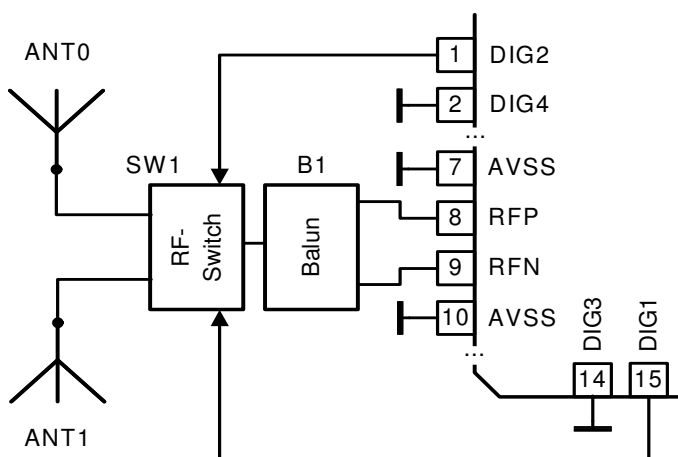 ANT0
1 DIG2
2 DIG4
...
SW1 B1
7 AVSS
RF-
Switch
Balun
8 RFP
9 RFN
10 AVSS
...
DIG3 DIG1
14 15
ANT1